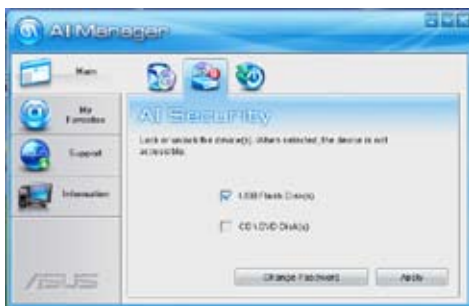 AI Manager
Main
My Favorites
Support
Information
AI Security
Lock or unlock the device(s). When selected, the device is not
accessible.
USB Flash Disk(s)
CD\DVD Disk(s)
Change Password
Apply
ASUS